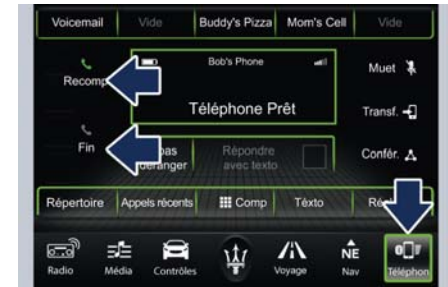 Voicemail Vide Buddy's Pizza Mom's Cell Vide
Bob's Phone
Recomp
Muet
Téléphone Prêt
Transf.
Fin
pas
déranger
Répondre
avec texto
Confér.
Répertoire Appels récents Comp Téxto
NE
Radio Média Contrôles Voyage Nav Téléphon